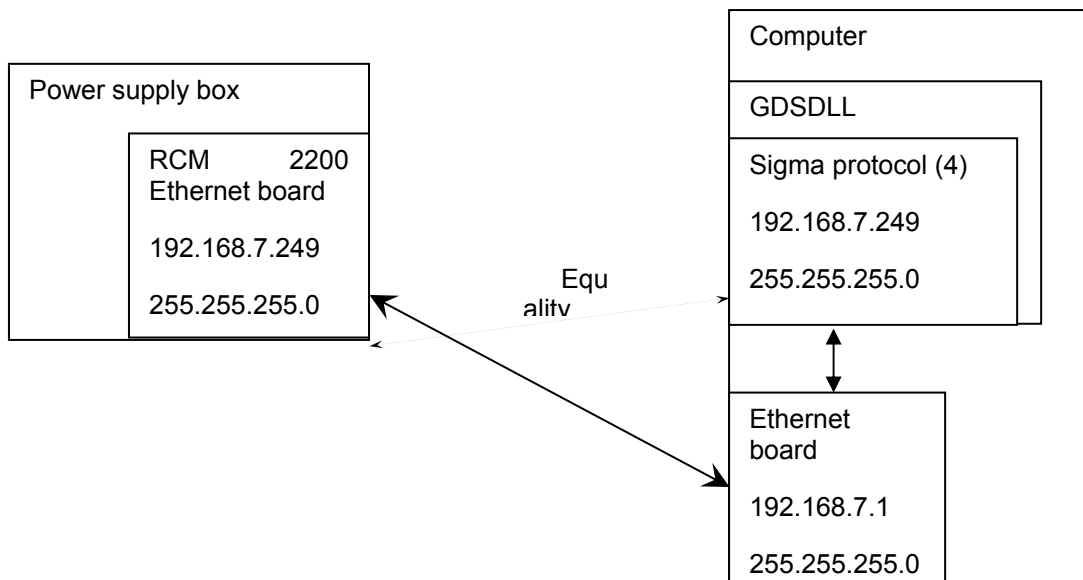 Power supply box
RCM 2200
Ethernet board
192.168.7.249
255.255.255.0
Equ
ality
Computer
GDSDLL
Sigma protocol (4)
192.168.7.249
255.255.255.0
Ethernet
board
192.168.7.1
255.255.255.0